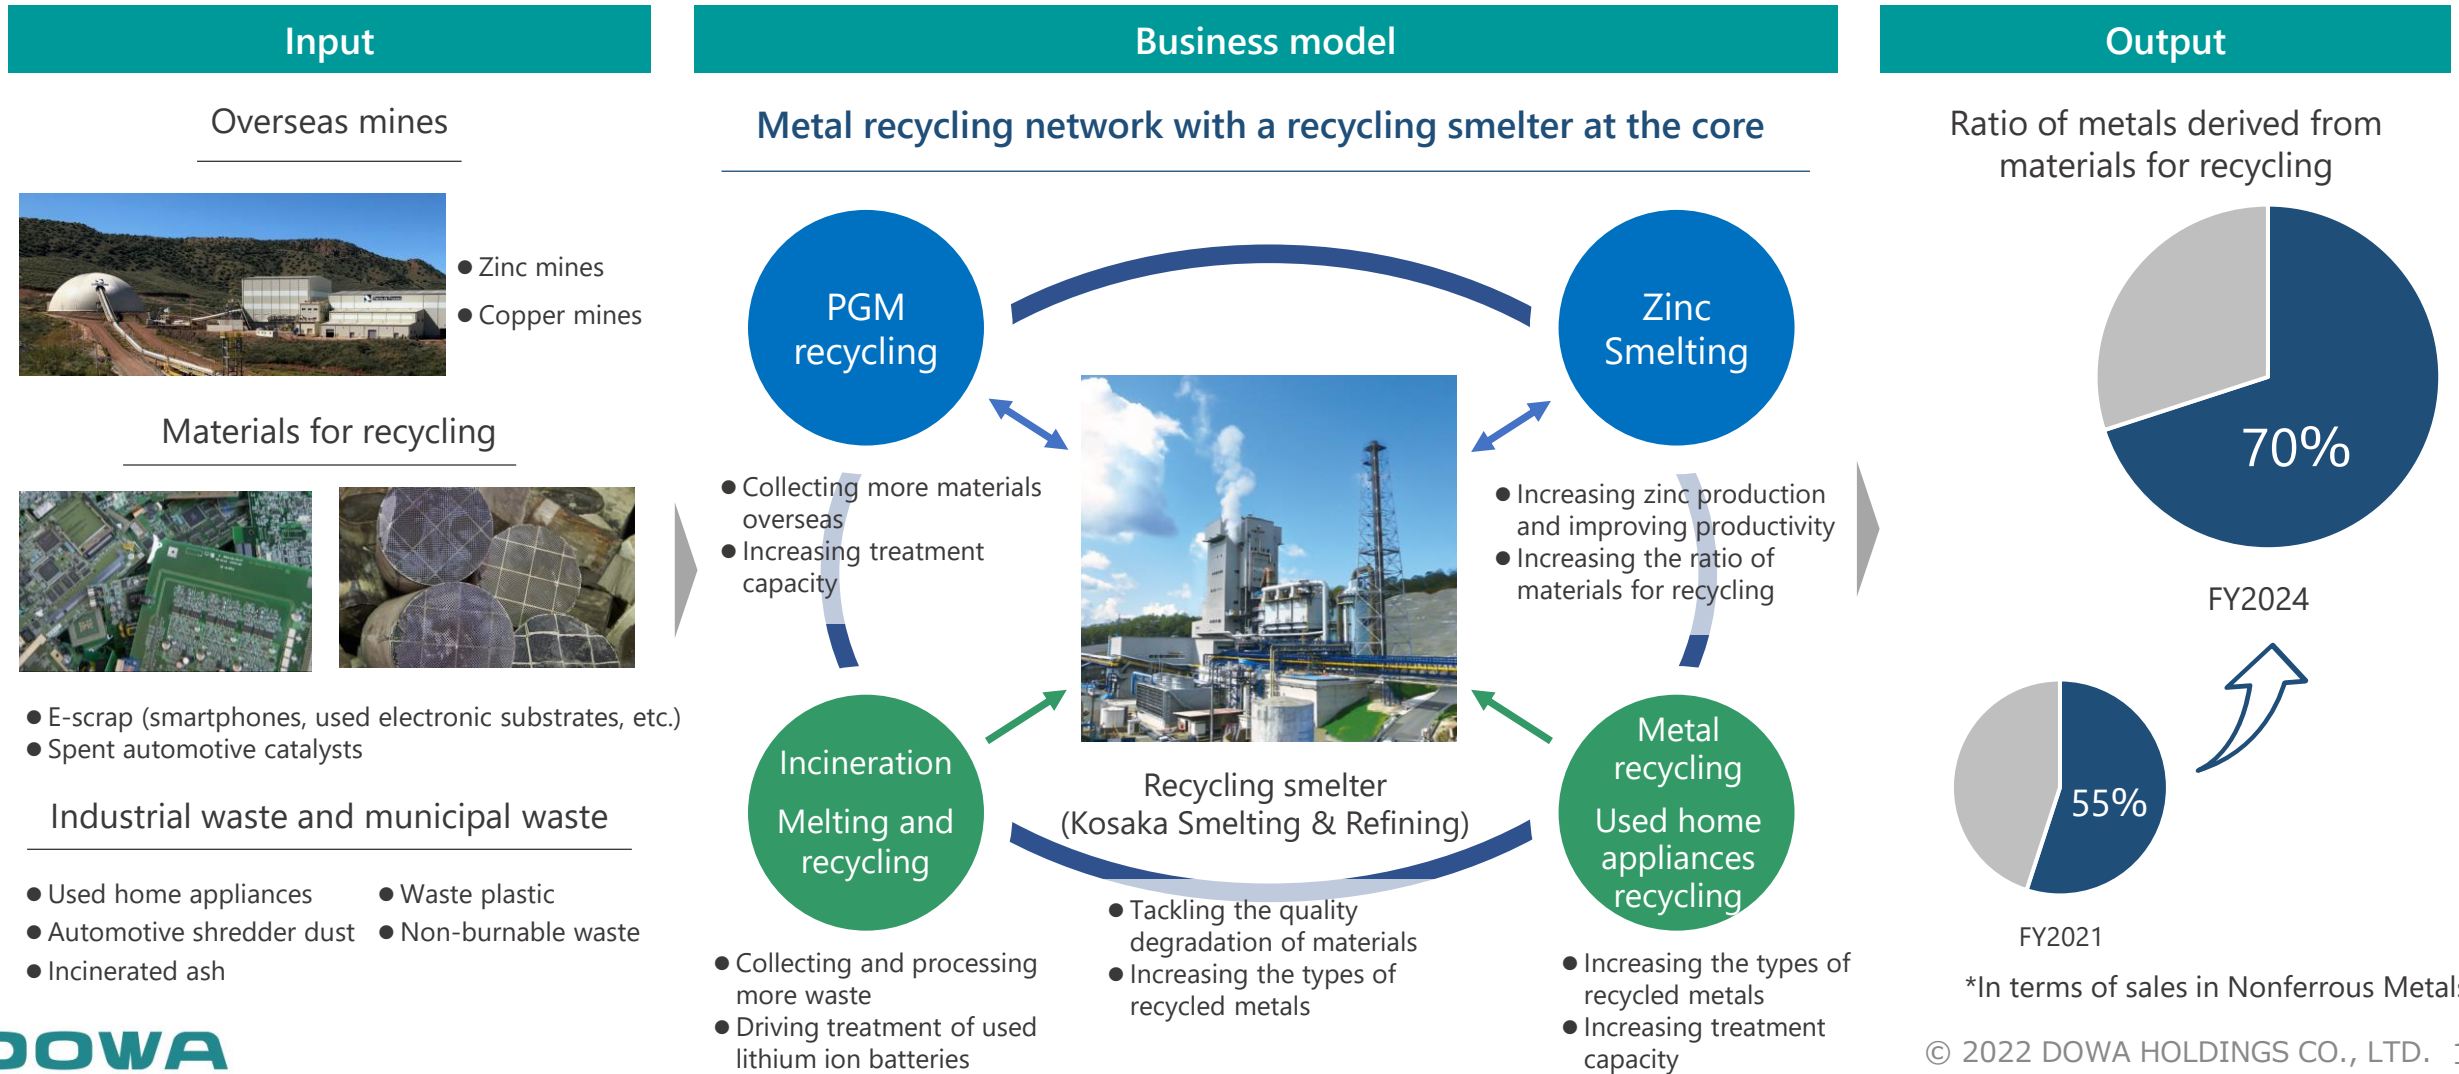 Input
Overseas mines
● Zinc mines
● Copper mines
Materials for recycling
● E-scrap (smartphones, used electronic substrates, etc.)
● Spent automotive catalysts
Industrial waste and municipal waste
● Used home appliances
● Automotive shredder dust
● Incinerated ash
● Waste plastic
● Non-burnable waste
Business model
Metal recycling network with a recycling smelter at the core
PGM
recycling
● Collecting more materials
overseas
● Increasing treatment
capacity
Zinc
Smelting
● Increasing zinc production
and improving productivity
● Increasing the ratio of
materials for recycling
Incineration
Melting and
recycling
● Collecting and processing
more waste
● Driving treatment of used
lithium ion batteries
Recycling smelter
(Kosaka Smelting & Refining)
● Tackling the quality
degradation of materials
● Increasing the types of
recycled metals
Metal
recycling
Used home
appliances
recycling
● Increasing the types of
recycled metals
● Increasing treatment
capacity
Output
Ratio of metals derived from
materials for recycling
70%
FY2024
55%
FY2021
*In terms of sales in Nonferrous Metals
DOWA
© 2022 DOWA HOLDINGS CO., LTD.